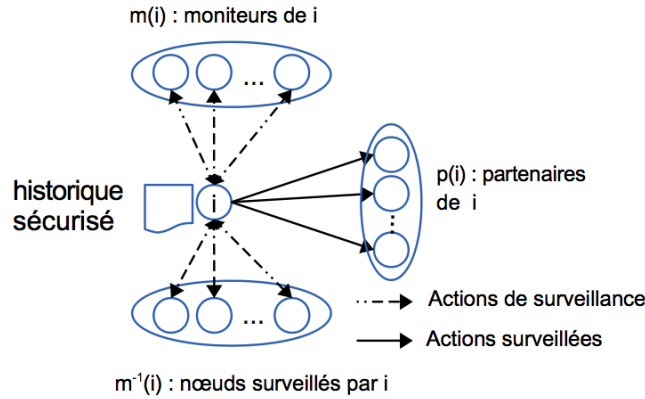 m(i) : moniteurs de i
...
historique
sécurisé
i
p(i) : partenaires
de i
...
Actions de surveillance
Actions surveillées
m⁻¹(i) : nœuds surveillés par i